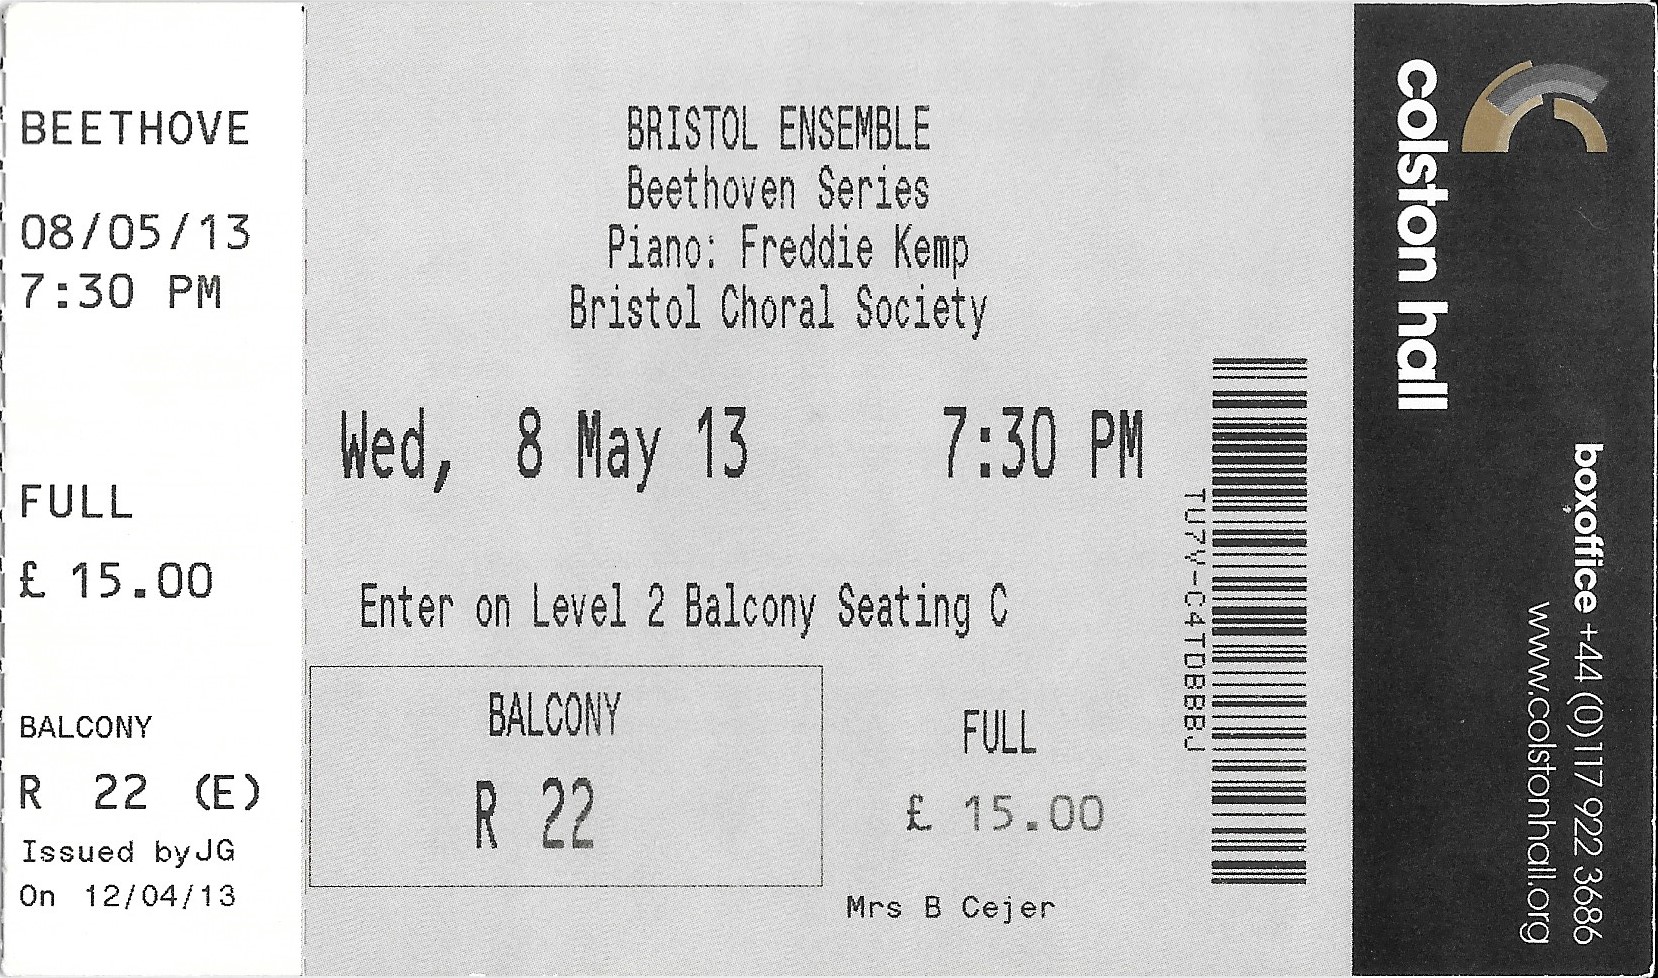 BEETHOVE
08/05/13
7:30 PM
FULL
£ 15.00
BALCONY
R 22 (E)
Issued byJG
On 12/04/13
BRISTOL ENSEMBLE
Beethoven Series
Piano: Freddie Kemp
Bristol Choral Society
Wed, 8 May 13 7:30 PM
Enter on Level 2 Balcony Seating C
BALCONY
R 22
FULL
£ 15.00
Mrs B Cejer
TU7V-C4TDBBBJ
colston hall
boxoffice +44 (0)117 922 3686
www.colstonhall.org